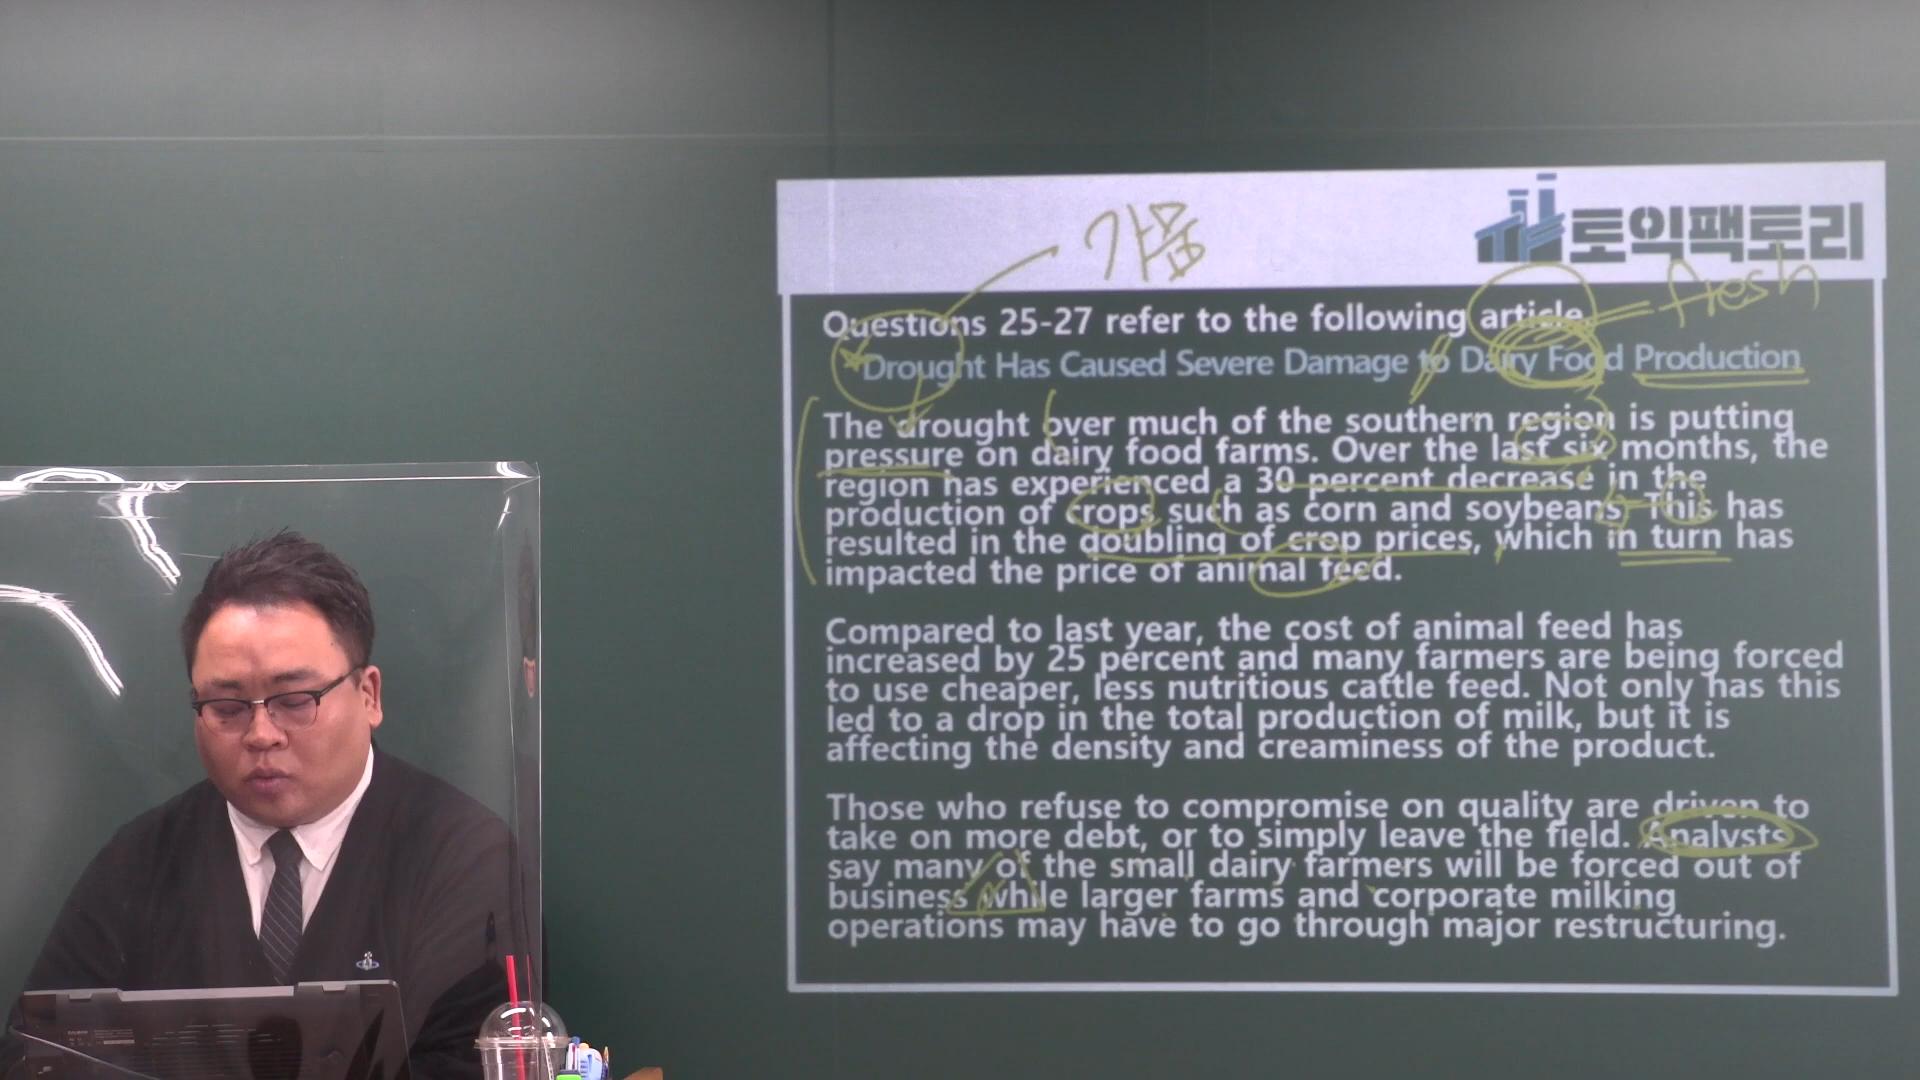 가뭄
토익팩토리
fresh
Questions 25-27 refer to the following article.
Drought Has Caused Severe Damage to Dairy Food Production
The drought over much of the southern region is putting
pressure on dairy food farms. Over the last six months, the
region has experienced a 30 percent decrease in the
production of crops such as corn and soybeans. This has
resulted in the doubling of crop prices, which in turn has
impacted the price of animal feed.
Compared to last year, the cost of animal feed has
increased by 25 percent and many farmers are being forced
to use cheaper, less nutritious cattle feed. Not only has this
led to a drop in the total production of milk, but it is
affecting the density and creaminess of the product.
Those who refuse to compromise on quality are driven to
take on more debt, or to simply leave the field. Analysts
say many of the small dairy farmers will be forced out of
business while larger farms and corporate milking
operations may have to go through major restructuring.